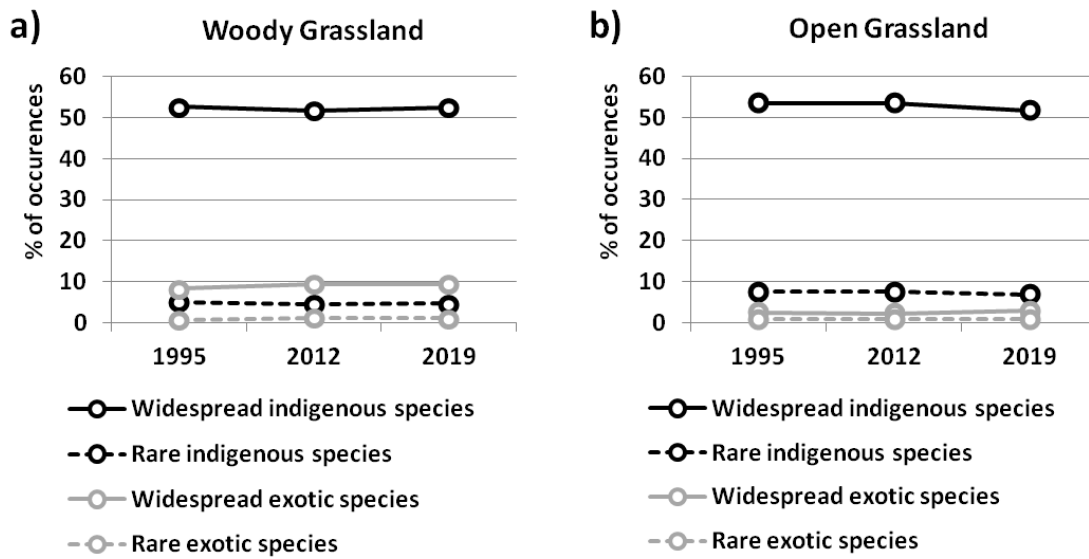 a) Woody Grassland
% of occurences
60
50
40
30
20
10
0
1995 2012 2019
Widespread indigenous species
Rare indigenous species
Widespread exotic species
Rare exotic species
b) Open Grassland
% of occurences
60
50
40
30
20
10
0
1995 2012 2019
Widespread indigenous species
Rare indigenous species
Widespread exotic species
Rare exotic species